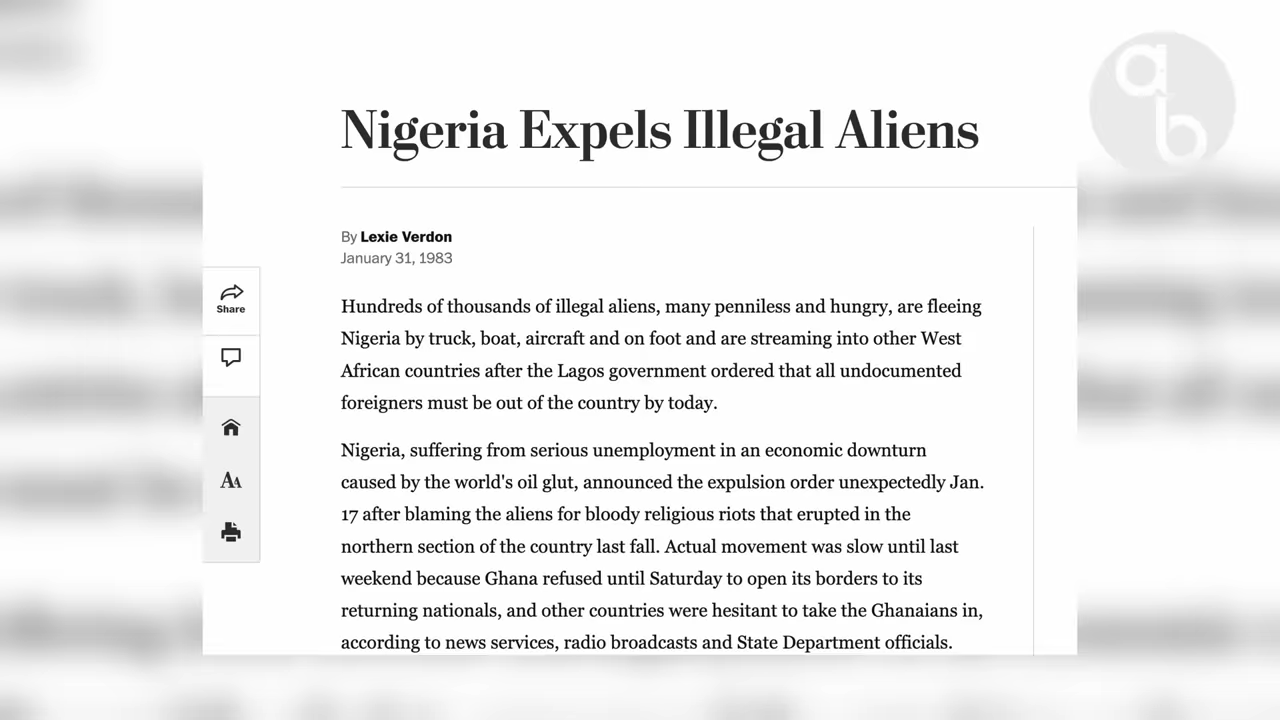 ab
Nigeria Expels Illegal Aliens
By Lexie Verdon
January 31, 1983
Share
Hundreds of thousands of illegal aliens, many penniless and hungry, are fleeing
Nigeria by truck, boat, aircraft and on foot and are streaming into other West
African countries after the Lagos government ordered that all undocumented
foreigners must be out of the country by today.
AA
Nigeria, suffering from serious unemployment in an economic downturn
caused by the world's oil glut, announced the expulsion order unexpectedly Jan.
17 after blaming the aliens for bloody religious riots that erupted in the
northern section of the country last fall. Actual movement was slow until last
weekend because Ghana refused until Saturday to open its borders to its
returning nationals, and other countries were hesitant to take the Ghanaians in,
according to news services, radio broadcasts and State Department officials.